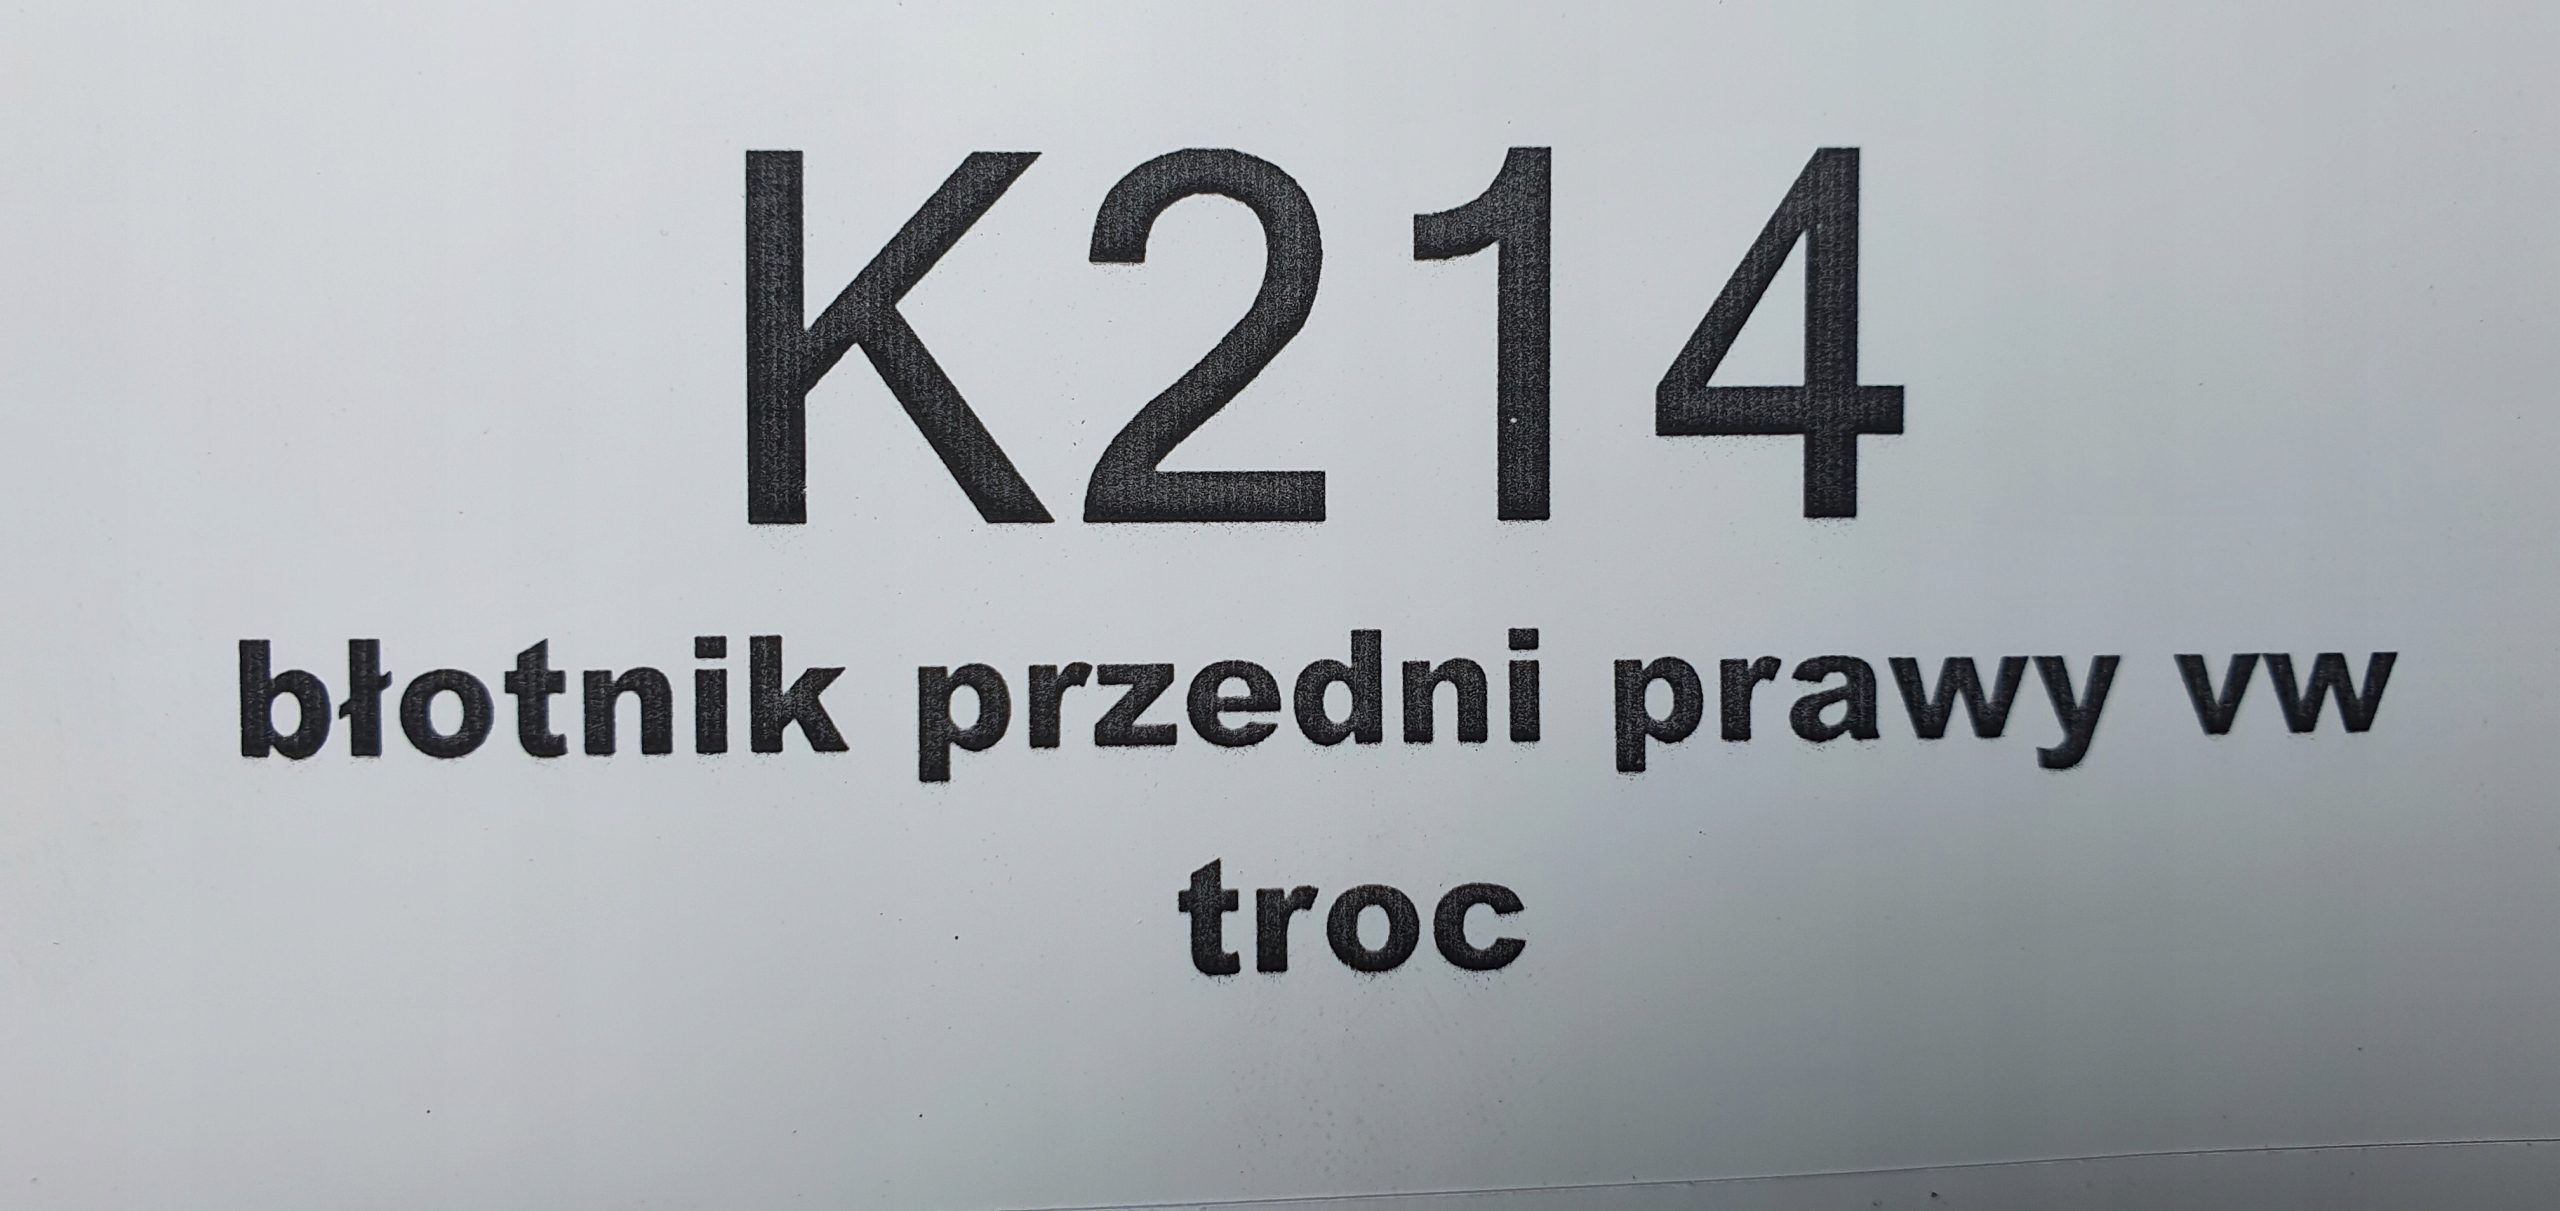 K214
błotnik przedni prawy vw
troc